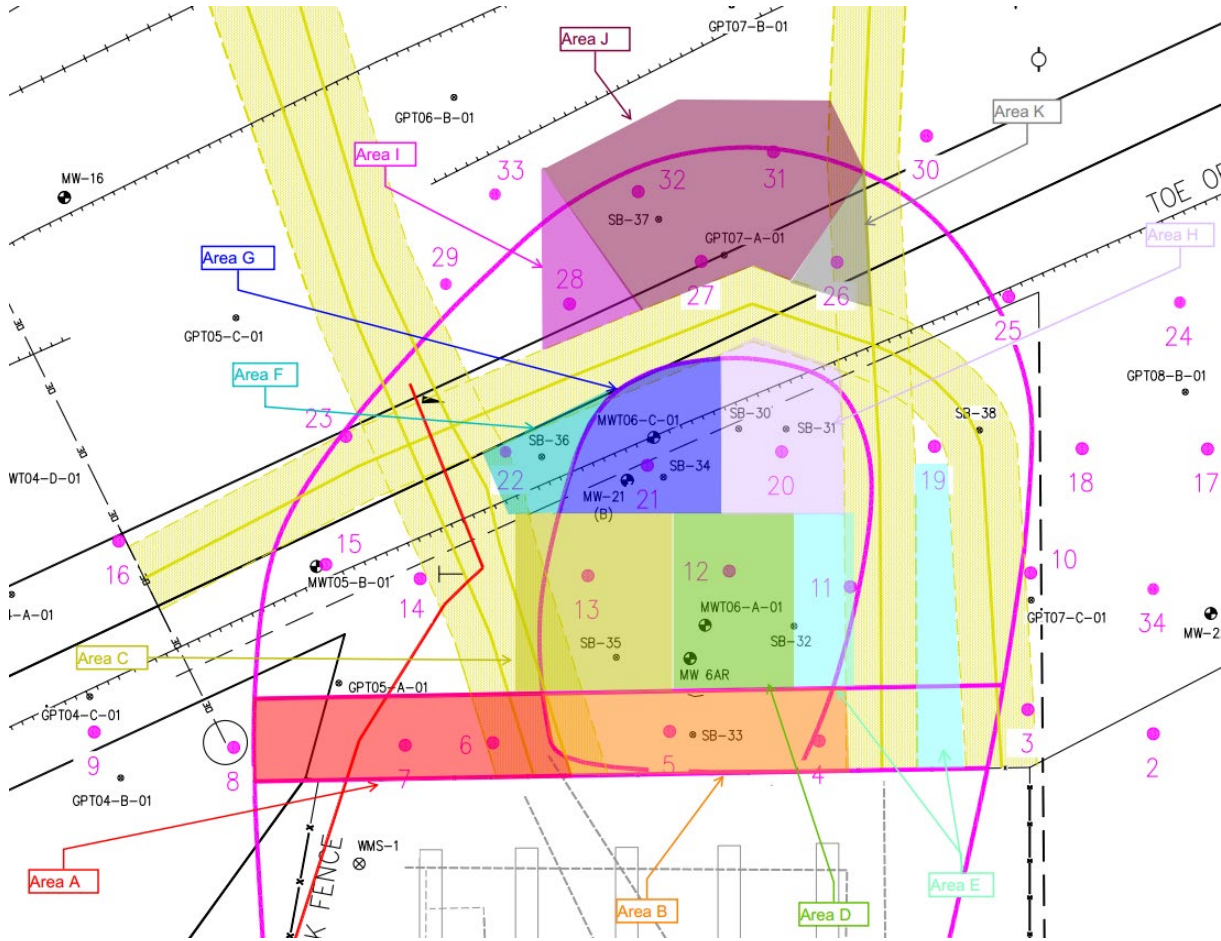 GPT07-B-01
Area J
GPT06-B-01
Area K
Area I
30
31
32
33
MW-16
TOE OF
SB-37
GPT07-A-01
Area H
Area G
29
28
27
26
25
24
GPT05-C-01
Area F
GPT08-B-01
23
MWT06-C-01
SB-30
SB-31
SB-38
SB-36
SB-34
22
21
20
19
18
17
WT04-D-01
MW-21
(B)
16
15
14
MWT05-B-01
13
12
11
10
GPT07-C-01
34
-A-01
MW-2
MWT06-A-01
SB-32
SB-35
Area C
MW 6AR
GPT05-A-01
GPT04-C-01
9
8
7
6
5
SB-33
4
3
2
GPT04-B-01
WMS-1
K FENCE
Area A
Area B
Area D
Area E